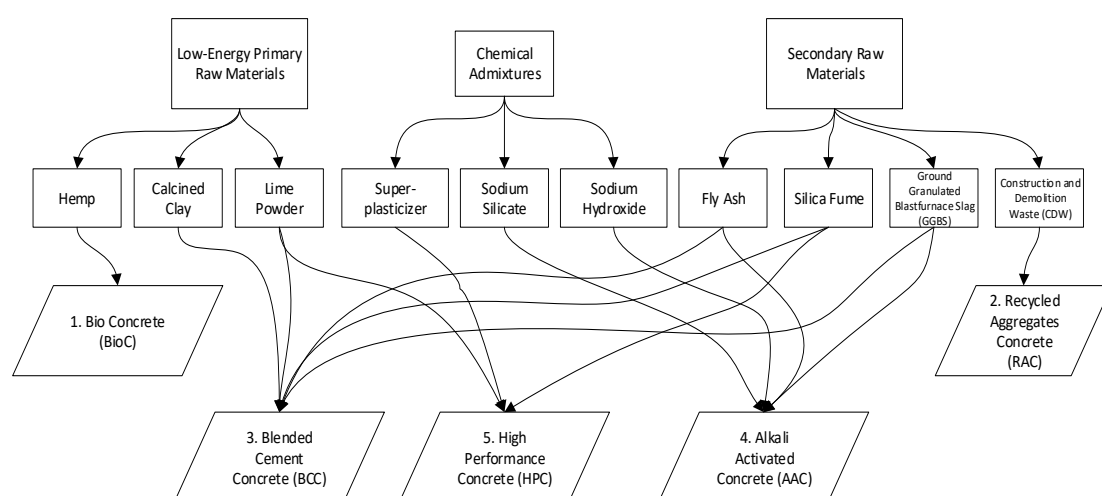 Low-Energy Primary
Raw Materials
Chemical
Admixtures
Secondary Raw
Materials
Hemp
Calcined
Clay
Lime
Powder
Super-
plasticizer
Sodium
Silicate
Sodium
Hydroxide
Fly Ash
Silica Fume
Ground
Granulated
Blastfurnace Slag
(GGBS)
Construction and
Demolition
Waste (CDW)
1. Bio Concrete
(BioC)
2. Recycled
Aggregates
Concrete
(RAC)
3. Blended
Cement
Concrete (BCC)
5. High
Performance
Concrete (HPC)
4. Alkali
Activated
Concrete (AAC)